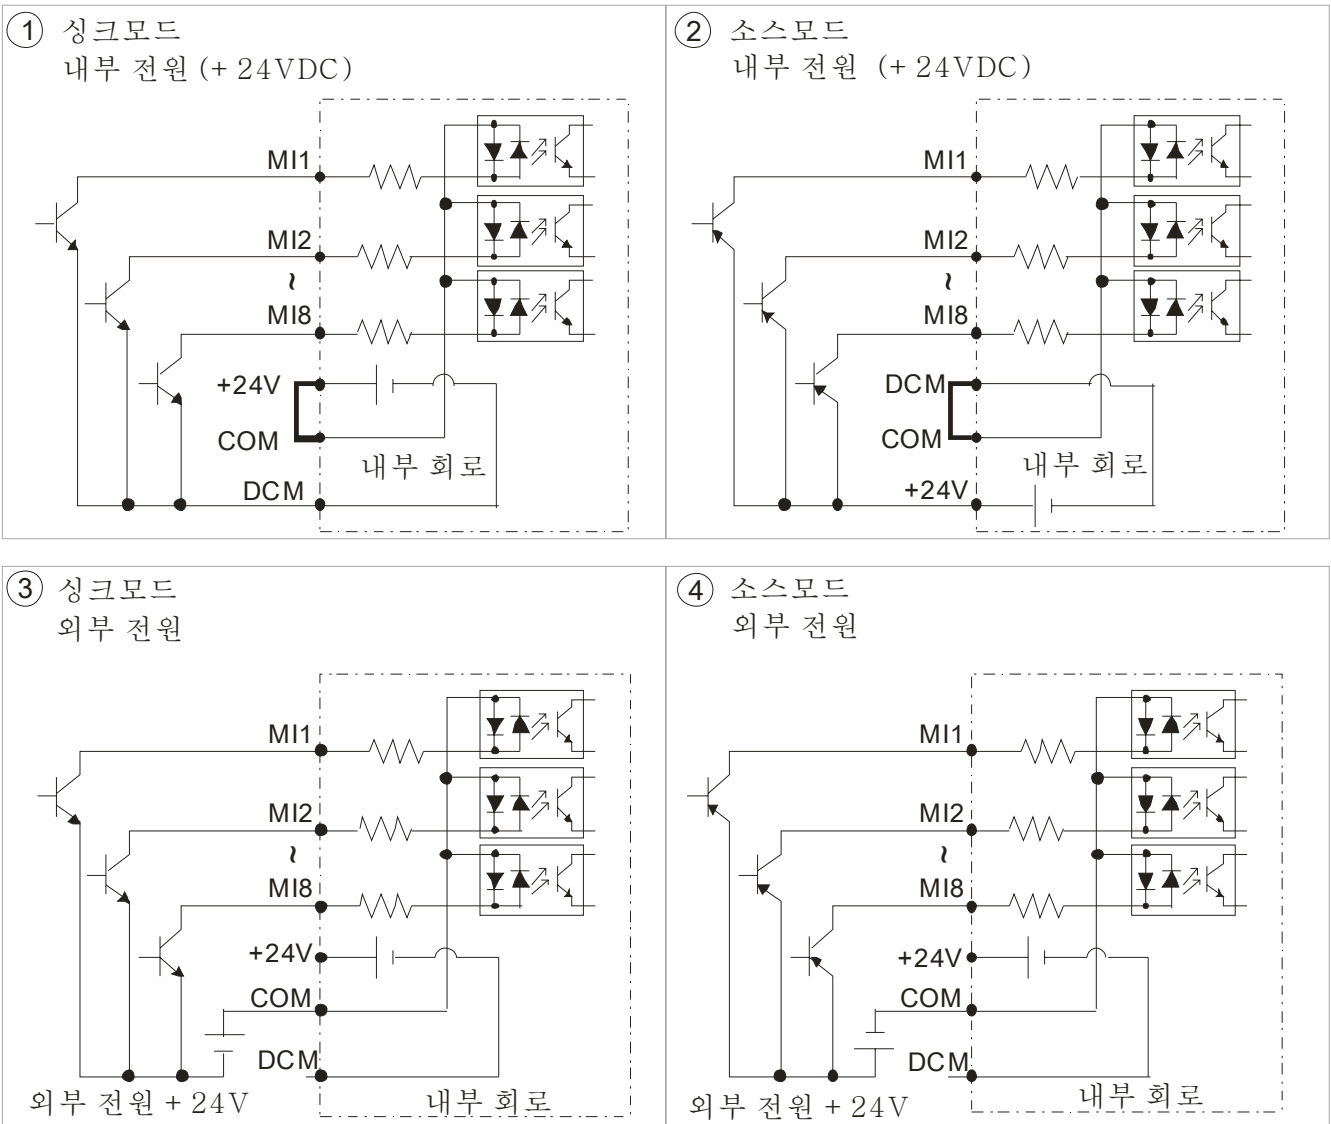 ① 싱크모드
내부 전원 (+ 24VDC)
MI1
MI2
~
MI8
+24V
COM
내부 회로
DCM
② 소스모드
내부 전원 (+ 24VDC)
MI1
MI2
~
MI8
DCM
COM
내부 회로
+24V
③ 싱크모드
외부 전원
MI1
MI2
~
MI8
+24V
COM
DCM
외부 전원 + 24V
내부 회로
④ 소스모드
외부 전원
MI1
MI2
~
MI8
+24V
COM
DCM
외부 전원 + 24V
내부 회로